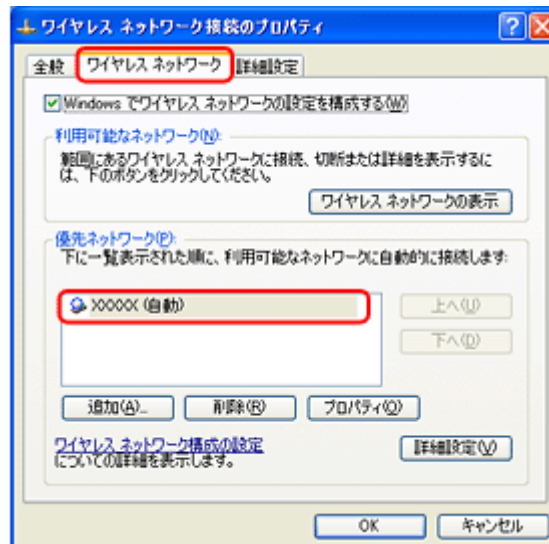 ワイヤレス ネットワーク接続のプロパティ
全般 ワイヤレス ネットワーク 詳細設定
Windows でワイヤレス ネットワークの設定を構成する(W)
利用可能なネットワーク(N):
範囲にあるワイヤレス ネットワークに接続、切断または詳細を表示するに
は、下のボタンをクリックしてください。
ワイヤレス ネットワークの表示
優先ネットワーク(P):
下に一覧表示された順に、利用可能なネットワークに自動的に接続します:
XXXXX (自動)
上へ(U)
下へ(D)
追加(A)... 削除(R) プロパティ(O)
ワイヤレス ネットワーク構成の設定
についての詳細を表示します。
詳細設定(V)
OK キャンセル